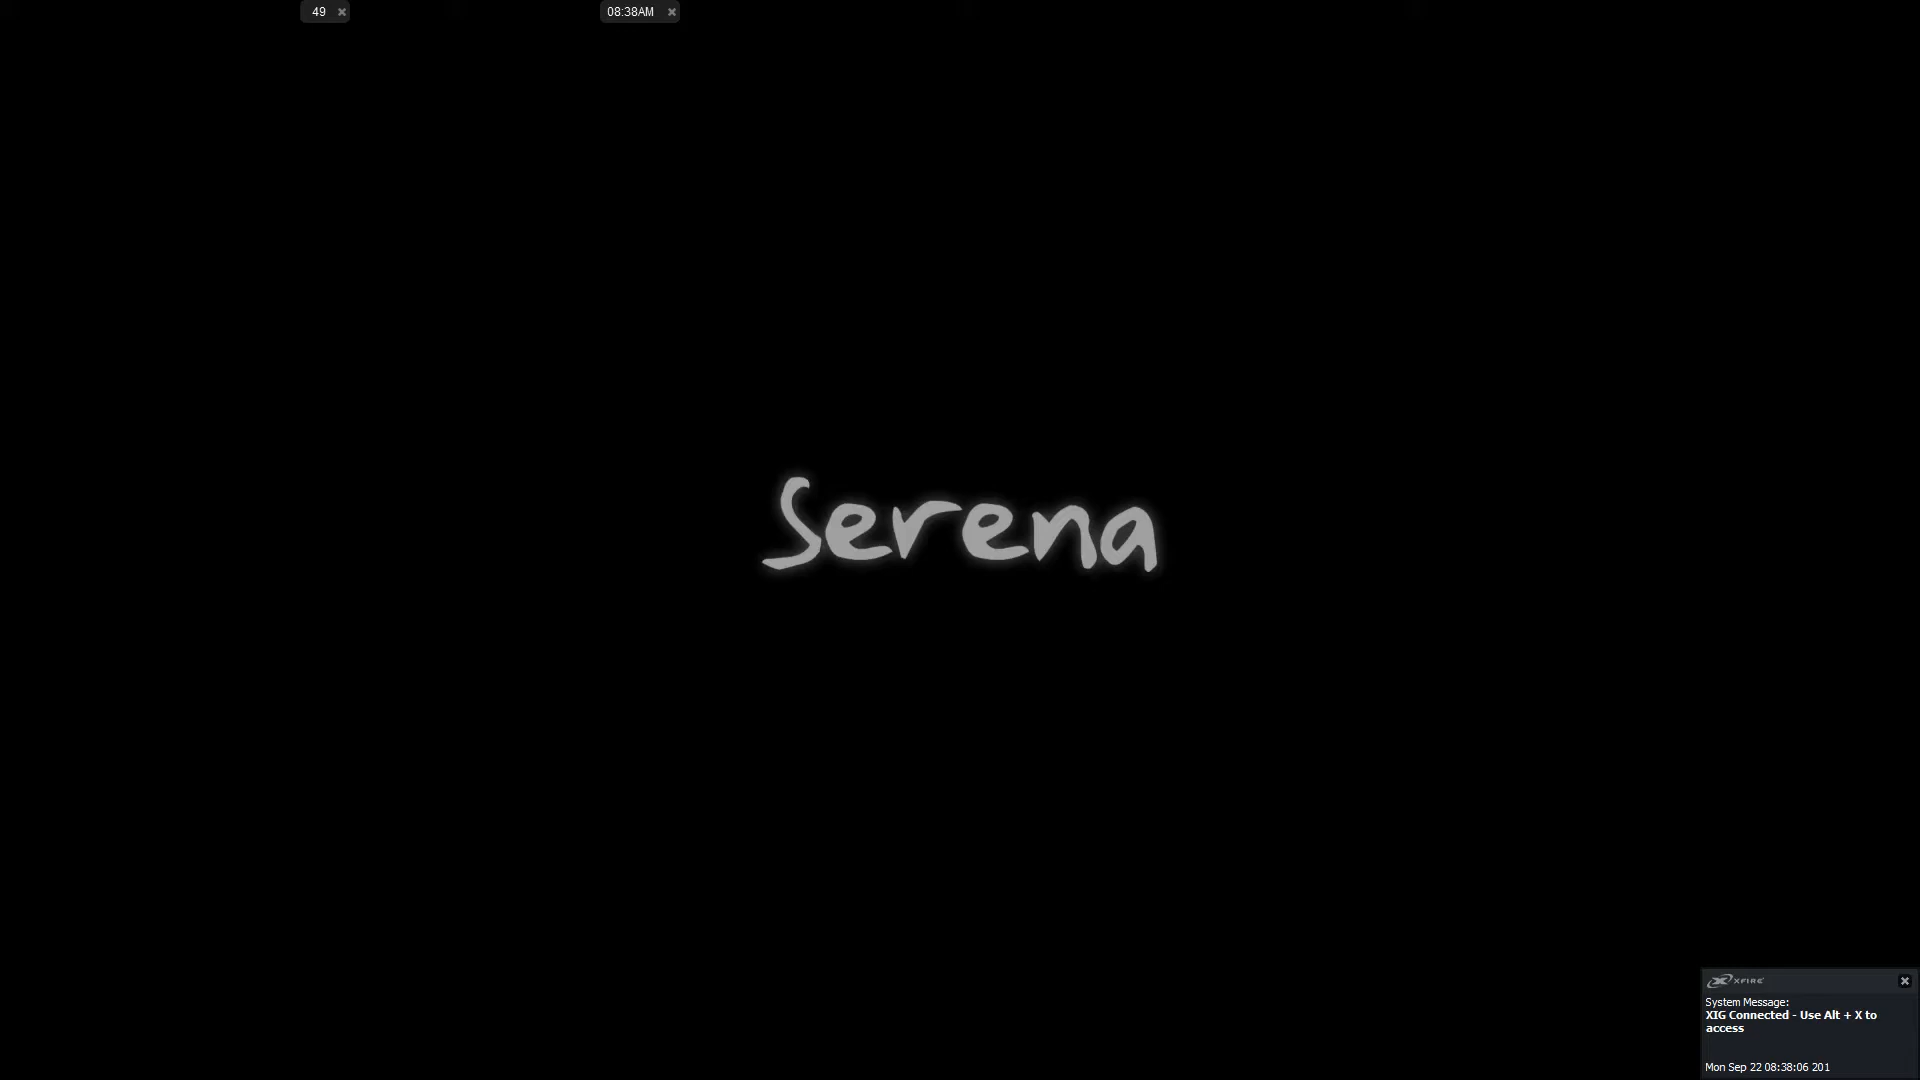 49
08:38AM
Serena
XFIRE
System Message:
XIG Connected - Use Alt + X to
access
Mon Sep 22 08:38:06 201